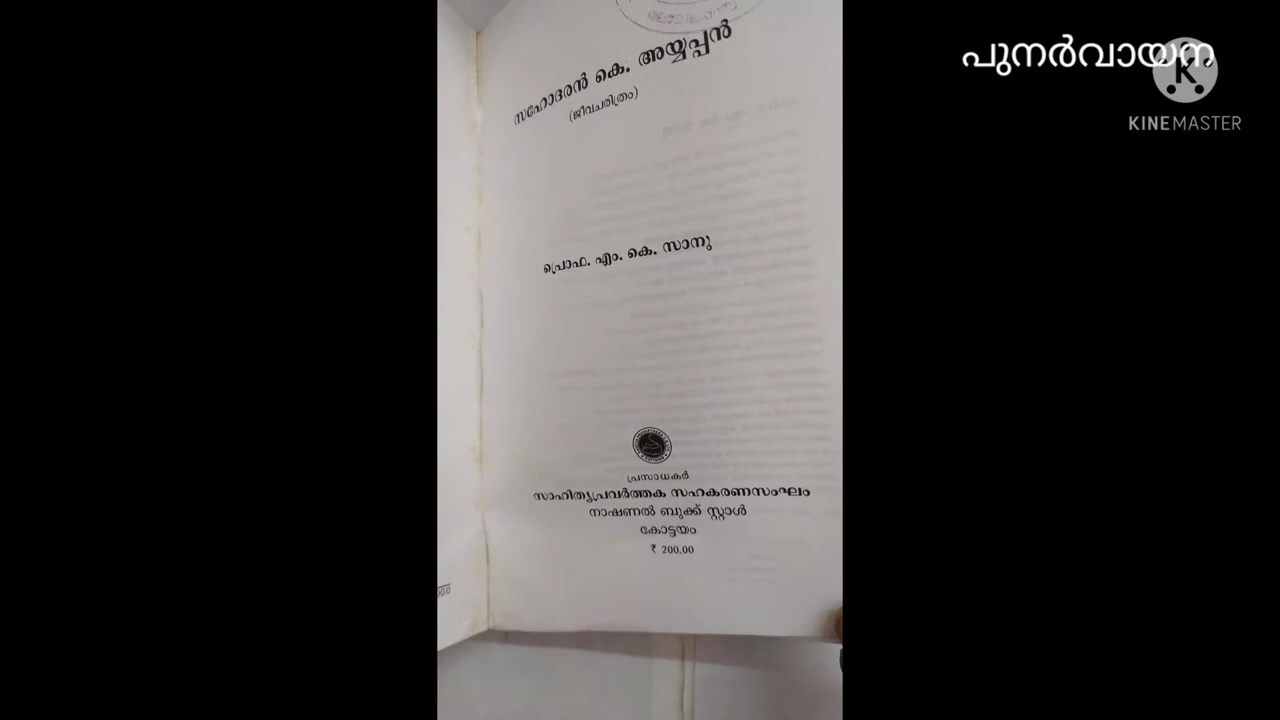 പുനർവായന
K
KINEMASTER
സഹോദരൻ കെ. അയ്യപ്പൻ
(ജീവചരിത്രം)
പ്രൊഫ. എം. കെ. സാനു
പ്രസാധകർ
സാഹിത്യപ്രവർത്തക സഹകരണസംഘം
നാഷണൽ ബുക്ക് സ്റ്റാൾ
കോട്ടയം
₹ 200.00